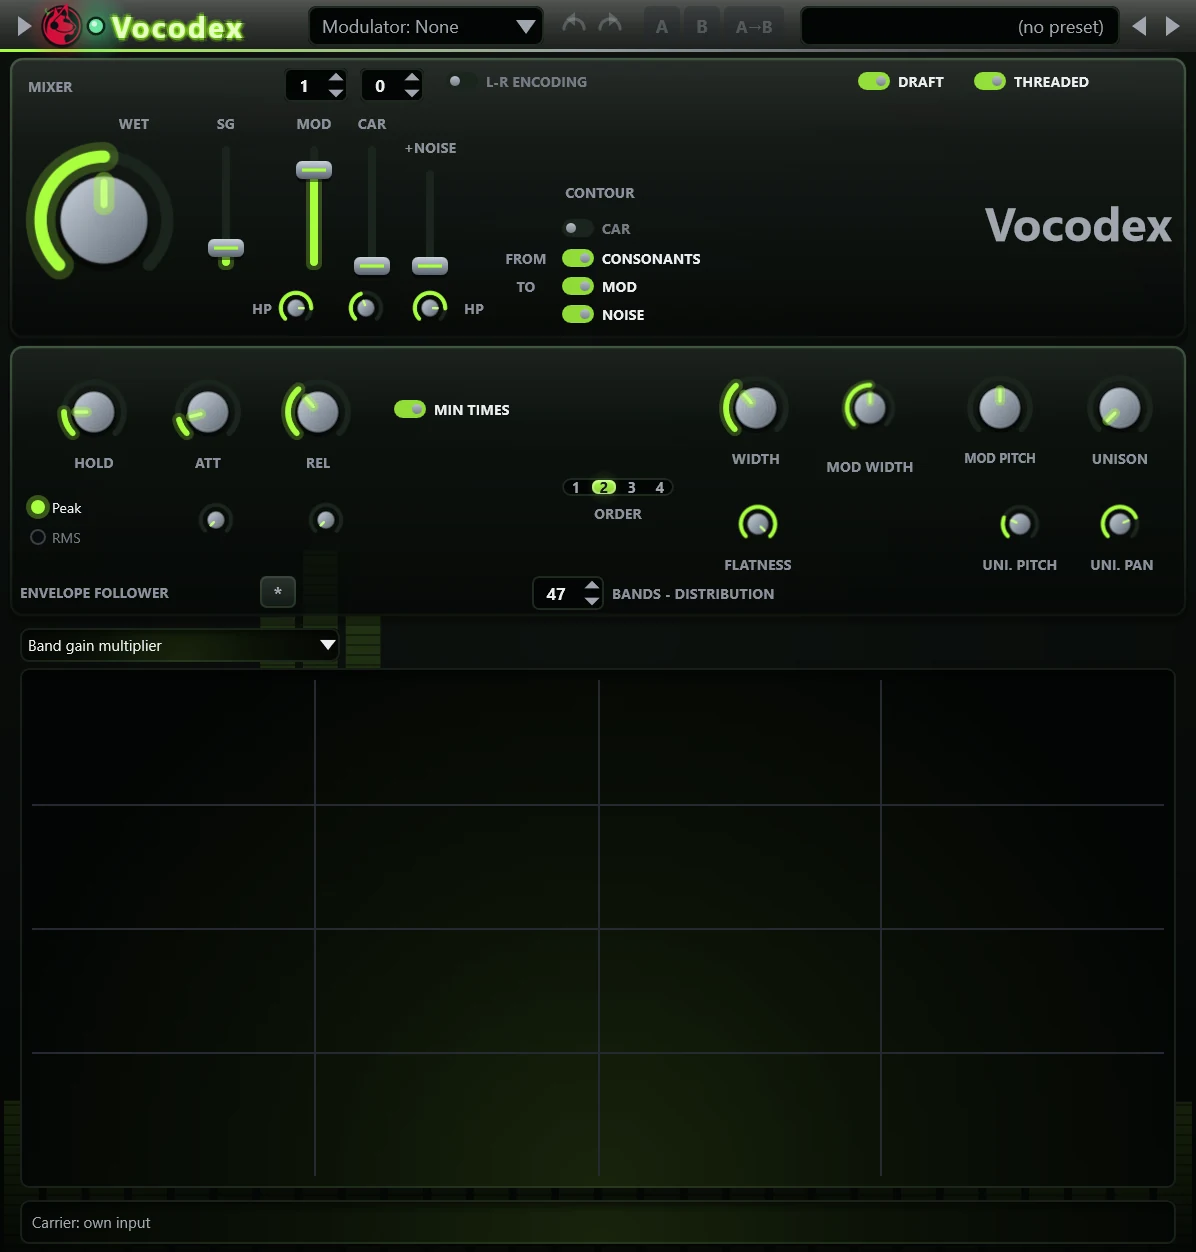 Vocodex
Modulator: None
A
B
A→B
(no preset)
MIXER
1
0
L-R ENCODING
DRAFT
THREADED
WET
SG
MOD
CAR
+NOISE
CONTOUR
CAR
FROM
CONSONANTS
TO
MOD
NOISE
HP
HP
Vocodex
MIN TIMES
HOLD
ATT
REL
WIDTH
MOD WIDTH
MOD PITCH
UNISON
1 2 3 4
ORDER
Peak
RMS
FLATNESS
UNI. PITCH
UNI. PAN
ENVELOPE FOLLOWER
*
47
BANDS - DISTRIBUTION
Band gain multiplier
Carrier: own input